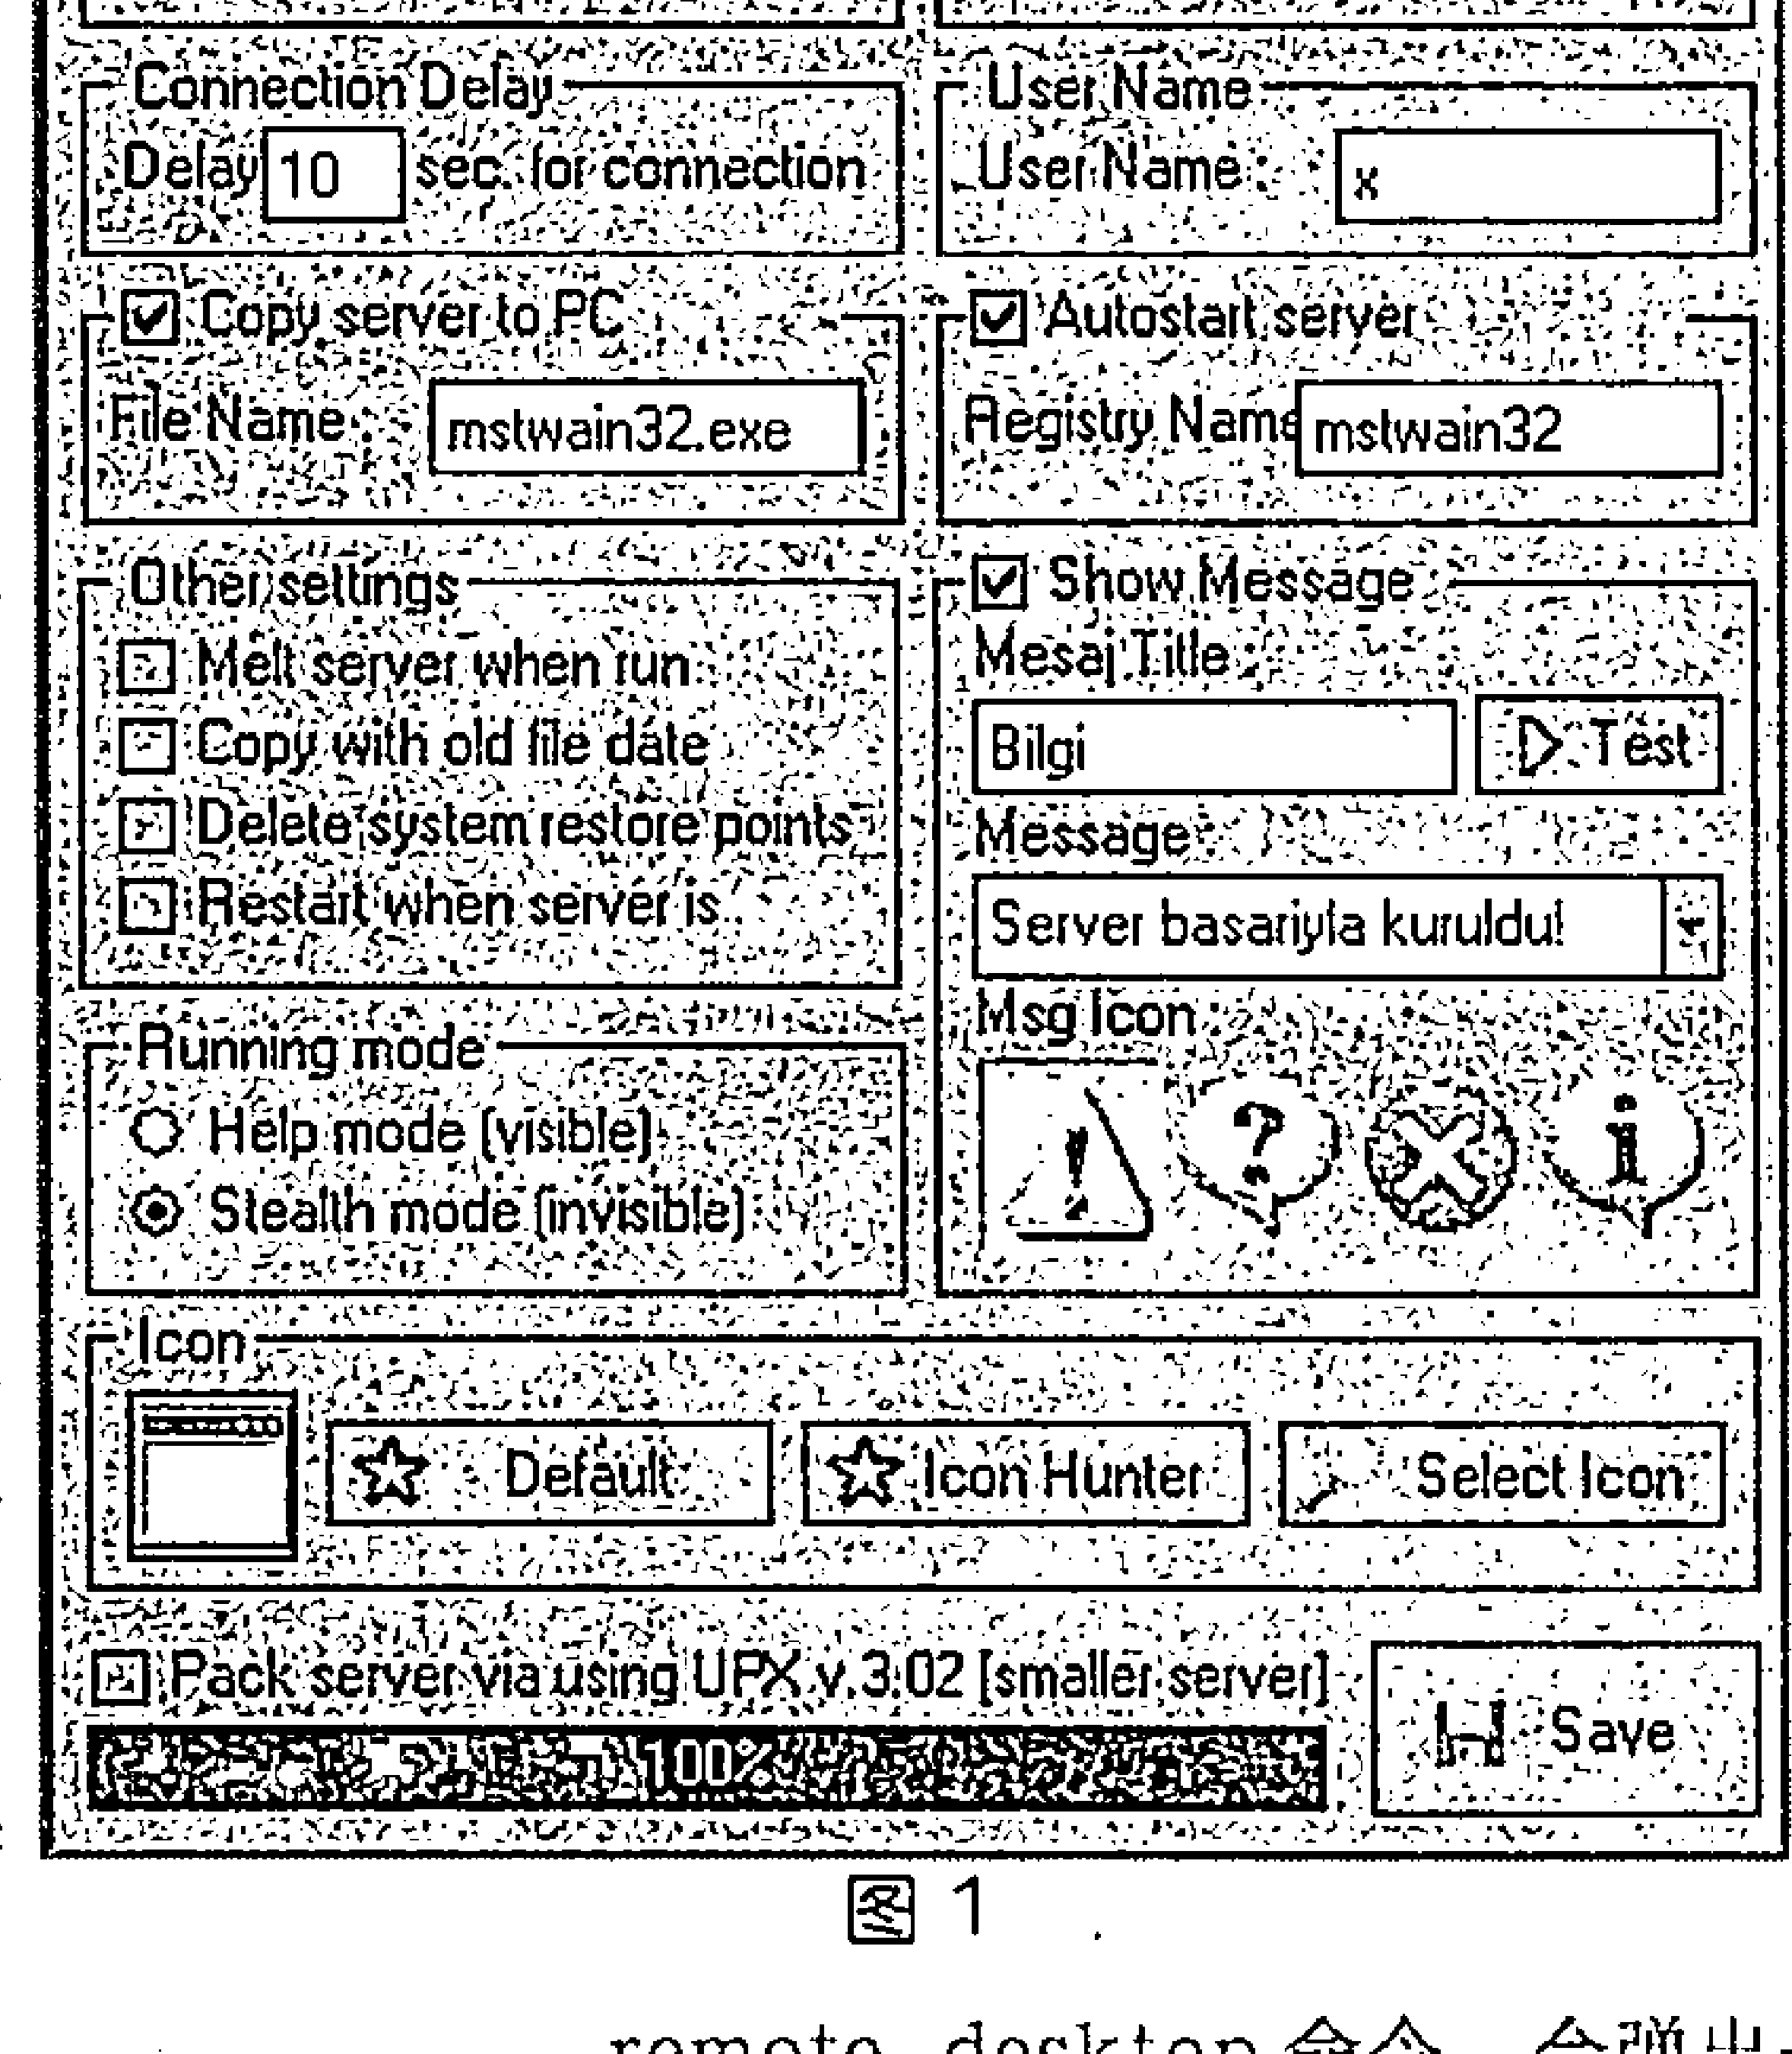 Connection Delay
Delay 10 sec. for connection
User Name
User Name x
Copy server to PC
File Name mstwain32.exe
Autostart server
Registry Name mstwain32
Other settings
Melt server when run
Copy with old file date
Delete system restore points
Restart when server is
Running mode
Help mode (visible)
Stealth mode (invisible)
Show Message
Mesaj Title
Bilgi Test
Message
Server basariyla kuruldu!
Msg Icon
Icon
Default Icon Hunter Select Icon
Pack server via using UPX v.3.02 [smaller server]
100%
Save
图 1
remote desktop 命令